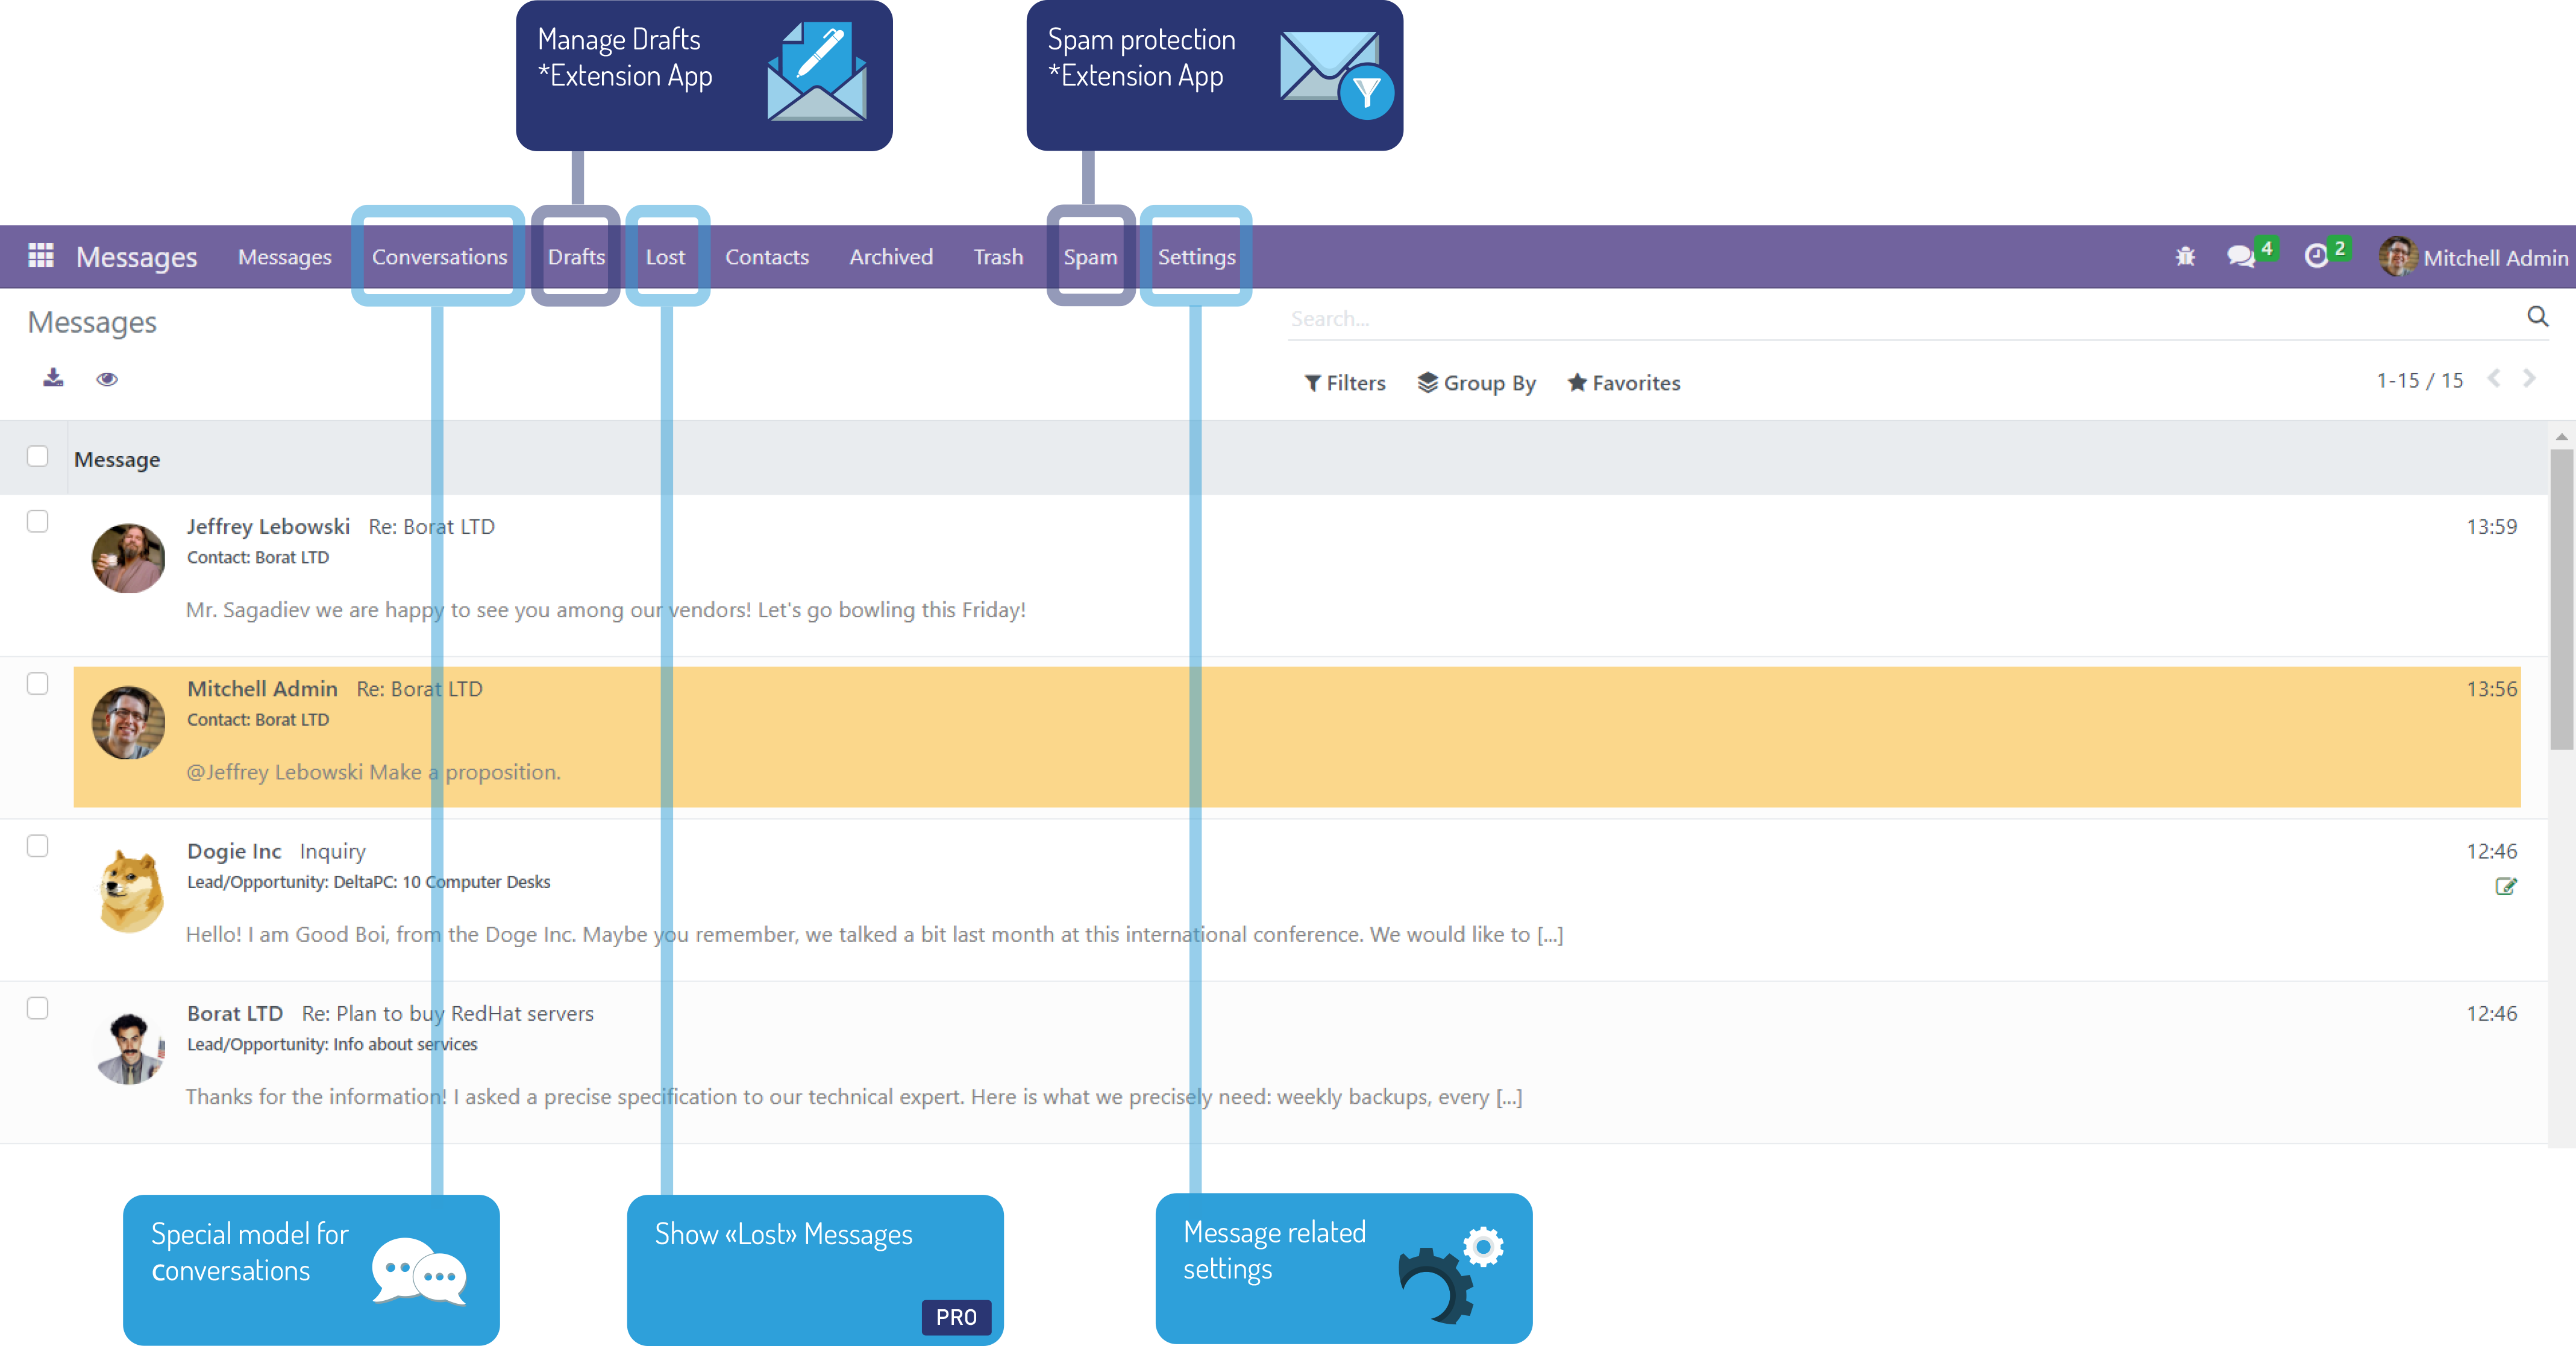 Manage Drafts
*Extension App
Spam protection
*Extension App
Messages Messages Conversations Drafts Lost Contacts Archived Trash Spam Settings 4 2 Mitchell Admin
Messages
Search...
Filters Group By Favorites 1-15 / 15
Message
Jeffrey Lebowski Re: Borat LTD 13:59
Contact: Borat LTD
Mr. Sagadiev we are happy to see you among our vendors! Let's go bowling this Friday!
Mitchell Admin Re: Borat LTD 13:56
Contact: Borat LTD
@Jeffrey Lebowski Make a proposition.
Dogie Inc Inquiry 12:46
Lead/Opportunity: DeltaPC: 10 Computer Desks
Hello! I am Good Boi, from the Doge Inc. Maybe you remember, we talked a bit last month at this international conference. We would like to [...]
Borat LTD Re: Plan to buy RedHat servers 12:46
Lead/Opportunity: Info about services
Thanks for the information! I asked a precise specification to our technical expert. Here is what we precisely need: weekly backups, every [...]
Special model for
conversations
Show «Lost» Messages
PRO
Message related
settings